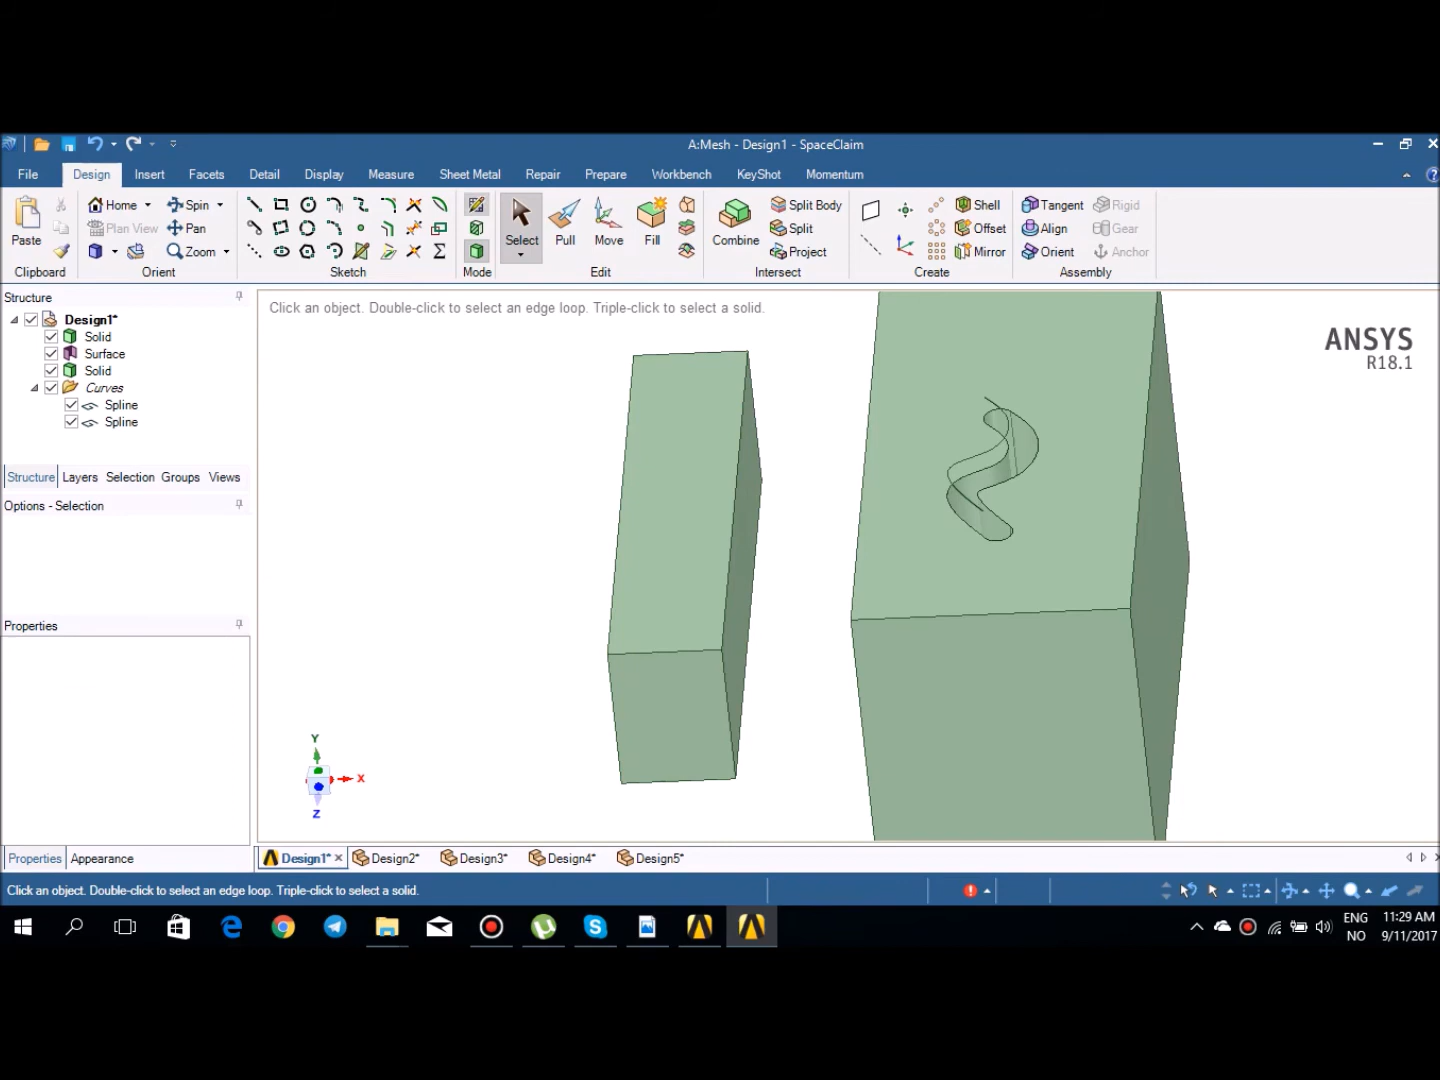 A:Mesh - Design1 - SpaceClaim
File Design Insert Facets Detail Display Measure Sheet Metal Repair Prepare Workbench KeyShot Momentum
Paste
Clipboard
Home Spin
Plan View Pan
Zoom
Orient
Sketch
Mode
Select Pull Move Fill
Edit
Combine
Split Body
Split
Project
Intersect
Shell
Offset
Mirror
Create
Tangent Rigid
Align Gear
Orient Anchor
Assembly
Structure
Design1*
Solid
Surface
Solid
Curves
Spline
Spline
Structure Layers Selection Groups Views
Options - Selection
Properties
Properties Appearance
Click an object. Double-click to select an edge loop. Triple-click to select a solid.
ANSYS
R18.1
Y
X
Z
Design1* Design2* Design3* Design4* Design5*
Click an object. Double-click to select an edge loop. Triple-click to select a solid.
ENG
NO
11:29 AM
9/11/2017